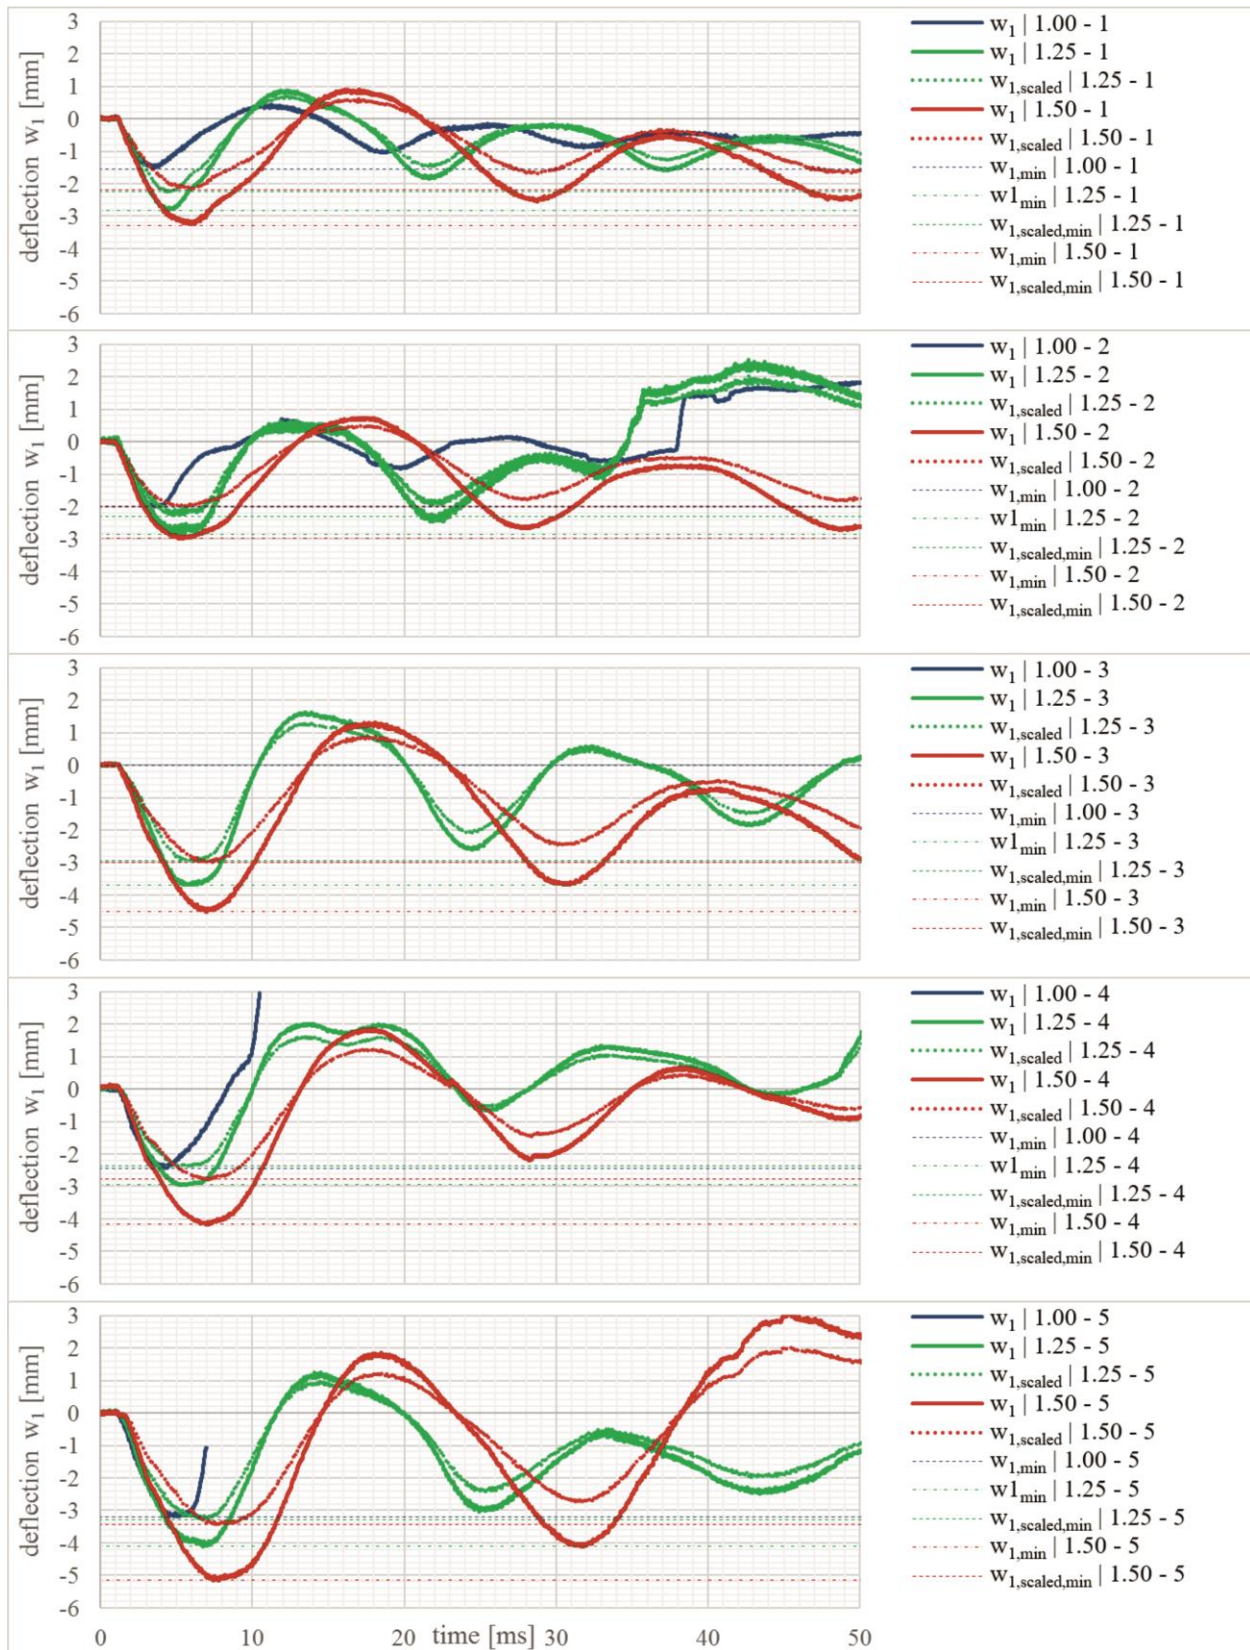 deflection w₁ [mm]
3
2
1
0
-1
-2
-3
-4
-5
-6
w₁ | 1.00 - 1
w₁ | 1.25 - 1
w₁,scaled | 1.25 - 1
w₁ | 1.50 - 1
w₁,scaled | 1.50 - 1
w₁,min | 1.00 - 1
w1min | 1.25 - 1
w₁,scaled,min | 1.25 - 1
w₁,min | 1.50 - 1
w₁,scaled,min | 1.50 - 1
deflection w₁ [mm]
3
2
1
0
-1
-2
-3
-4
-5
-6
w₁ | 1.00 - 2
w₁ | 1.25 - 2
w₁,scaled | 1.25 - 2
w₁ | 1.50 - 2
w₁,scaled | 1.50 - 2
w₁,min | 1.00 - 2
w1min | 1.25 - 2
w₁,scaled,min | 1.25 - 2
w₁,min | 1.50 - 2
w₁,scaled,min | 1.50 - 2
deflection w₁ [mm]
3
2
1
0
-1
-2
-3
-4
-5
-6
w₁ | 1.00 - 3
w₁ | 1.25 - 3
w₁,scaled | 1.25 - 3
w₁ | 1.50 - 3
w₁,scaled | 1.50 - 3
w₁,min | 1.00 - 3
w1min | 1.25 - 3
w₁,scaled,min | 1.25 - 3
w₁,min | 1.50 - 3
w₁,scaled,min | 1.50 - 3
deflection w₁ [mm]
3
2
1
0
-1
-2
-3
-4
-5
-6
w₁ | 1.00 - 4
w₁ | 1.25 - 4
w₁,scaled | 1.25 - 4
w₁ | 1.50 - 4
w₁,scaled | 1.50 - 4
w₁,min | 1.00 - 4
w1min | 1.25 - 4
w₁,scaled,min | 1.25 - 4
w₁,min | 1.50 - 4
w₁,scaled,min | 1.50 - 4
deflection w₁ [mm]
3
2
1
0
-1
-2
-3
-4
-5
-6
w₁ | 1.00 - 5
w₁ | 1.25 - 5
w₁,scaled | 1.25 - 5
w₁ | 1.50 - 5
w₁,scaled | 1.50 - 5
w₁,min | 1.00 - 5
w1min | 1.25 - 5
w₁,scaled,min | 1.25 - 5
w₁,min | 1.50 - 5
w₁,scaled,min | 1.50 - 5
0 10 20 time [ms] 30 40 50